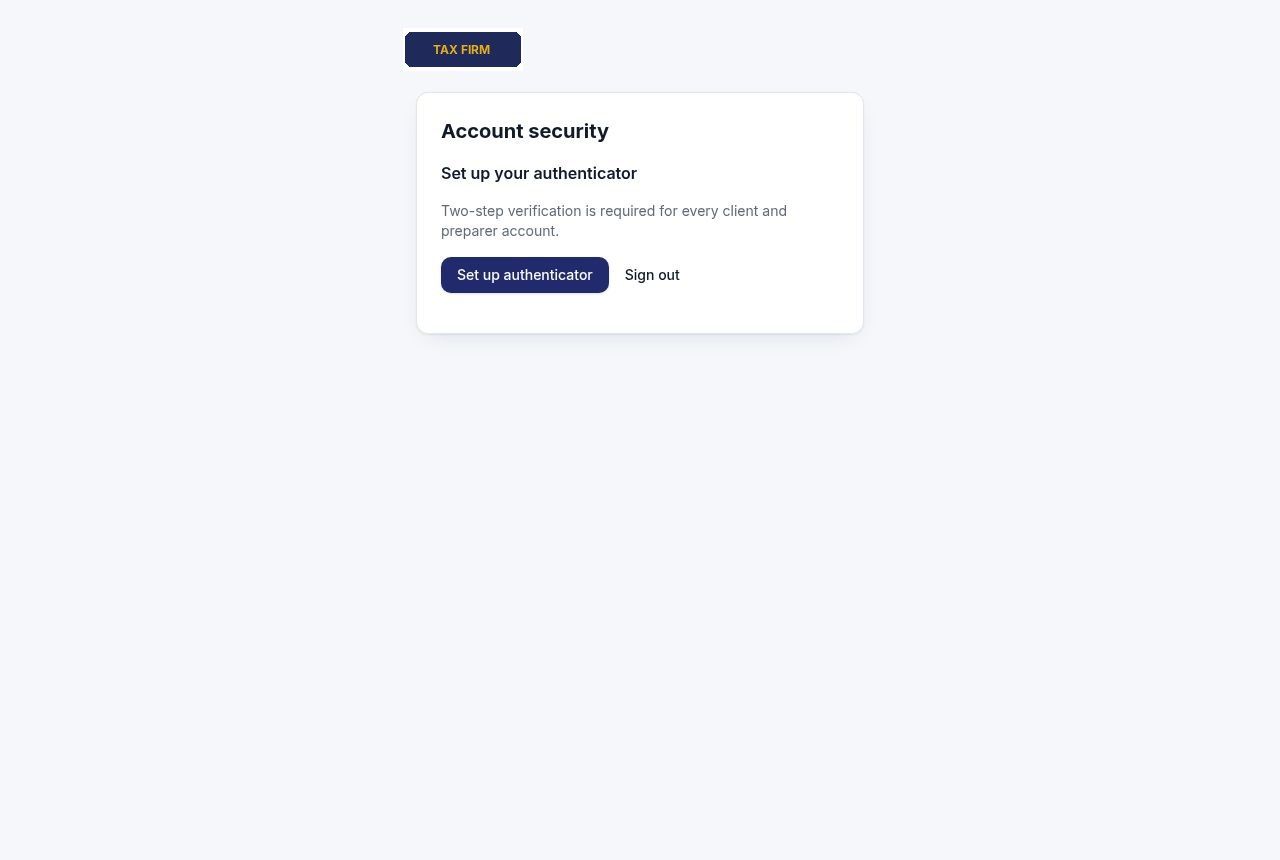 TAX FIRM
Account security
Set up your authenticator
Two-step verification is required for every client and
preparer account.
Set up authenticator
Sign out